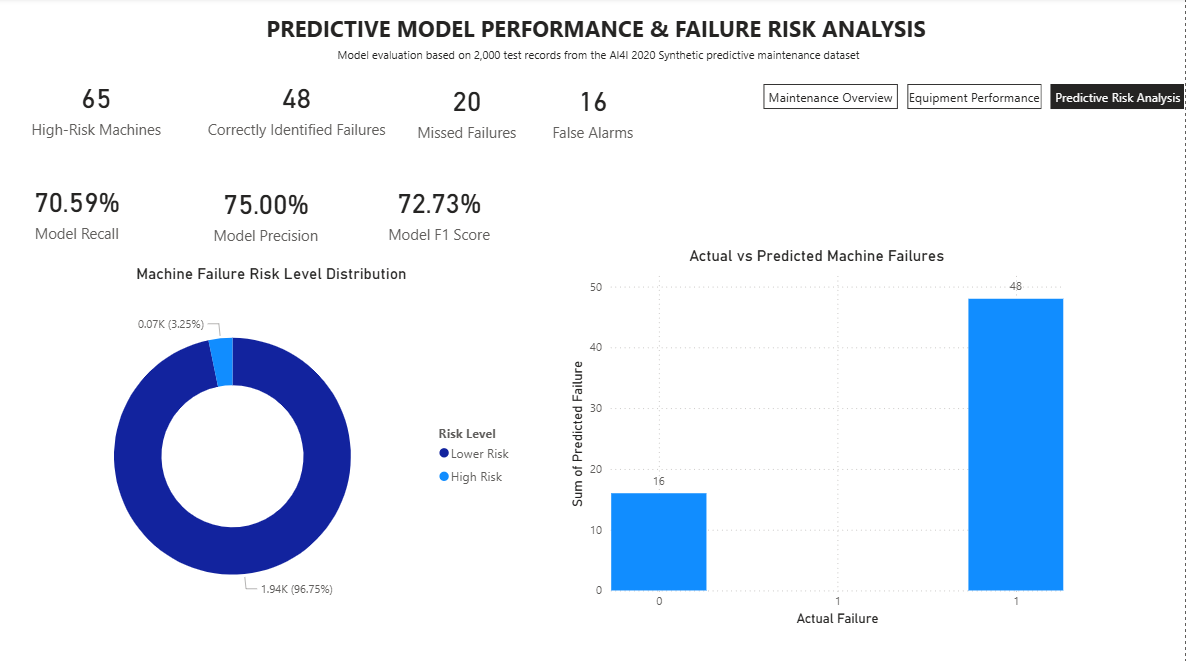 PREDICTIVE MODEL PERFORMANCE & FAILURE RISK ANALYSIS
Model evaluation based on 2,000 test records from the AI4I 2020 Synthetic predictive maintenance dataset
65
High-Risk Machines
48
Correctly Identified Failures
20
Missed Failures
16
False Alarms
Maintenance Overview
Equipment Performance
Predictive Risk Analysis
70.59%
Model Recall
75.00%
Model Precision
72.73%
Model F1 Score
Machine Failure Risk Level Distribution
0.07K (3.25%)
1.94K (96.75%)
Risk Level
Lower Risk
High Risk
Actual vs Predicted Machine Failures
Sum of Predicted Failure
50
40
30
20
10
0
16
48
0
1
1
Actual Failure